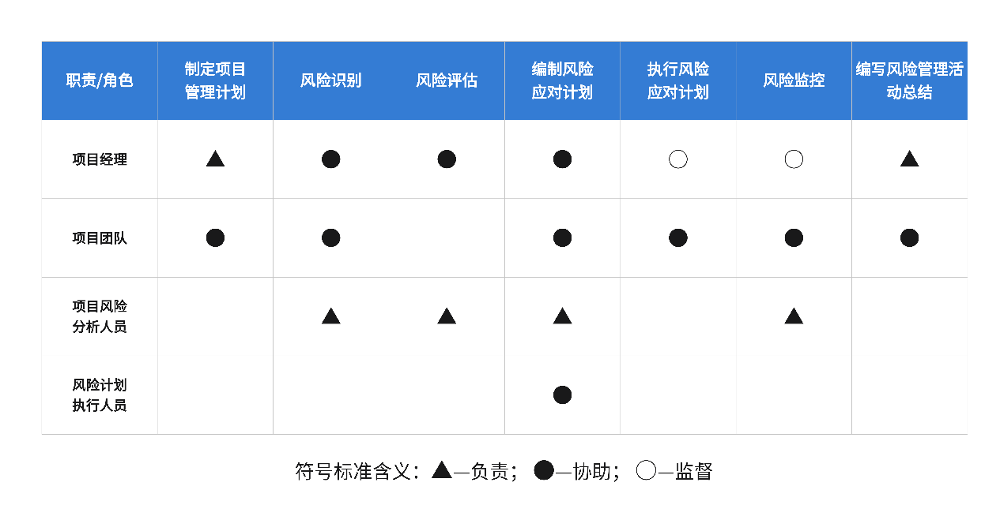 职责/角色
制定项目
管理计划
风险识别
风险评估
编制风险
应对计划
执行风险
应对计划
风险监控
编写风险管理活
动总结
项目经理
▲
●
●
●
○
○
▲
项目团队
●
●
●
●
●
●
项目风险
分析人员
▲
▲
▲
▲
风险计划
执行人员
●
符号标准含义：▲—负责；●—协助；○—监督